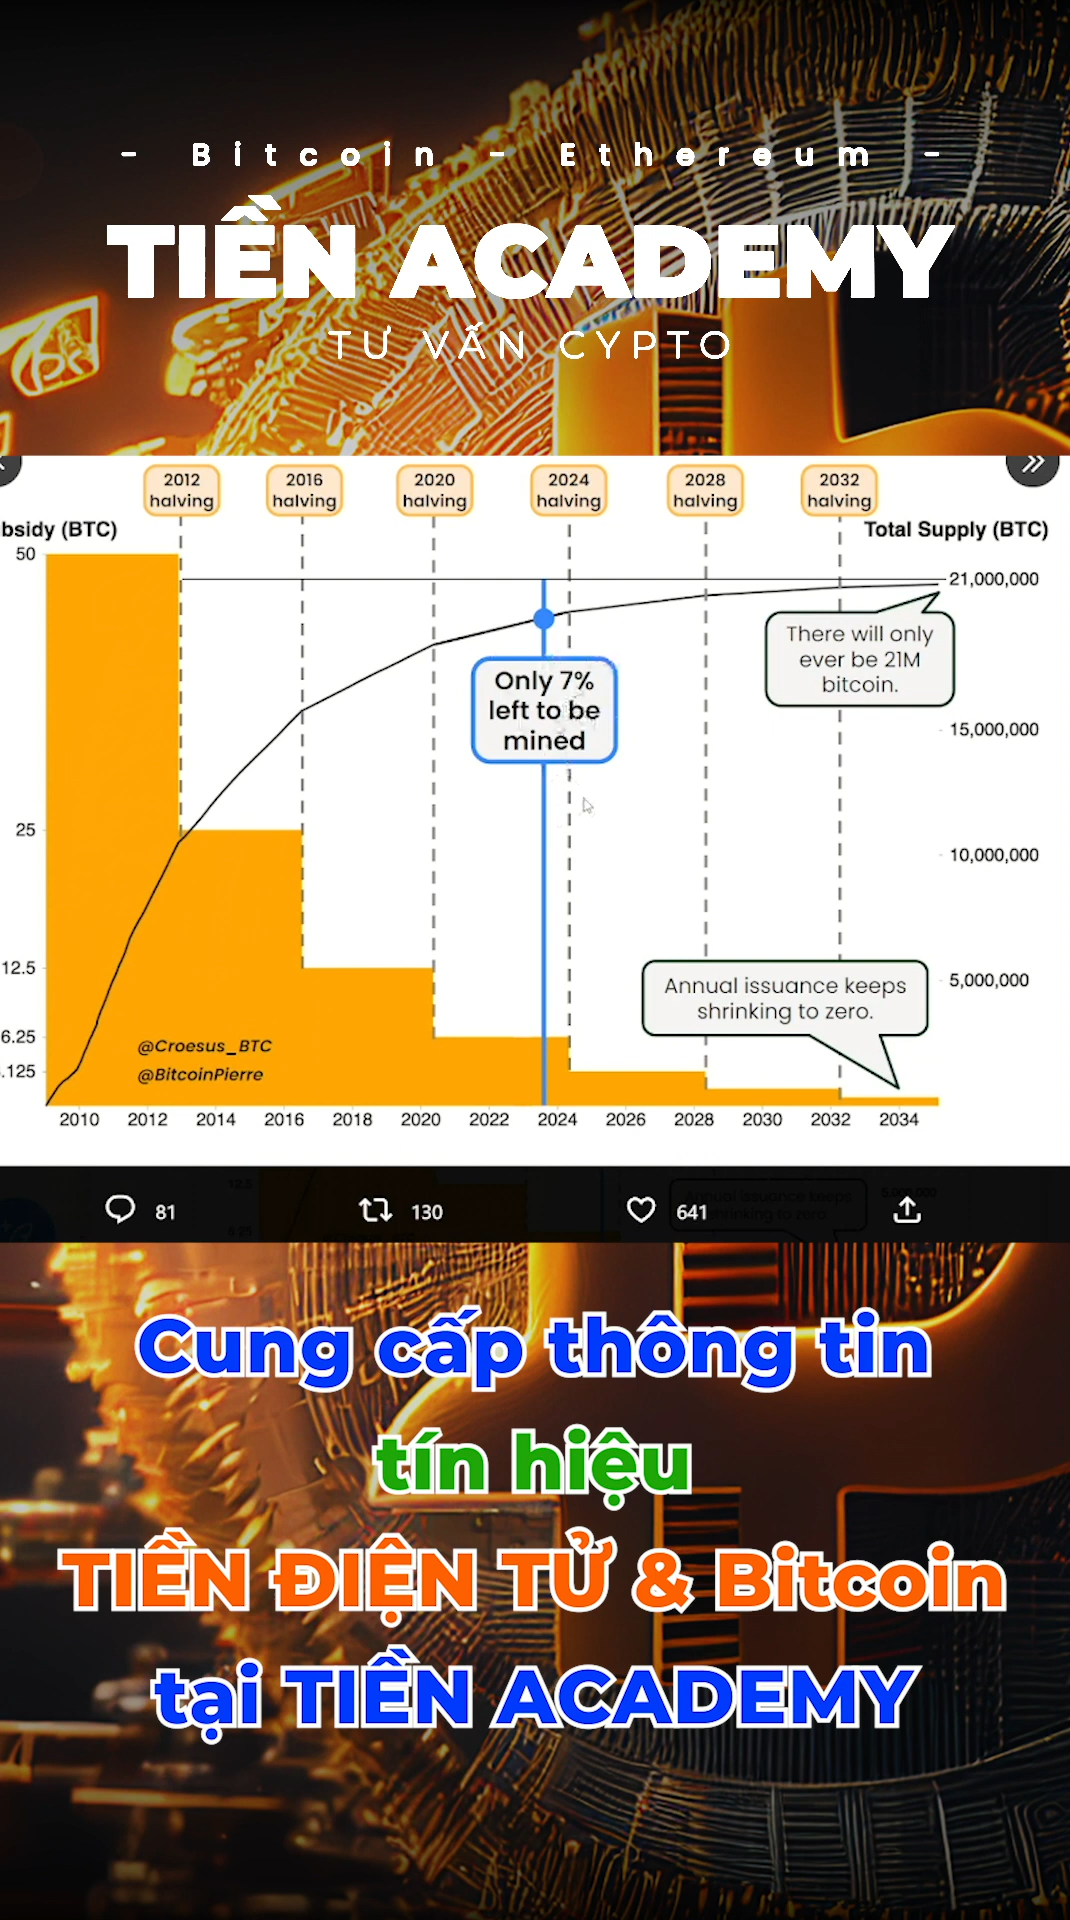 - Bitcoin - Ethereum -
TIỀN ACADEMY
TƯ VẤN CYPTO
2012 halving
2016 halving
2020 halving
2024 halving
2028 halving
2032 halving
bsidy (BTC)
Total Supply (BTC)
50
21,000,000
There will only
ever be 21M
bitcoin.
Only 7%
left to be
mined
15,000,000
25
10,000,000
12.5
5,000,000
Annual issuance keeps
shrinking to zero.
6.25
.125
@Croesus_BTC
@BitcoinPierre
2010 2012 2014 2016 2018 2020 2022 2024 2026 2028 2030 2032 2034
81 130 641
Cung cấp thông tin
tín hiệu
TIỀN ĐIỆN TỬ & Bitcoin
tại TIỀN ACADEMY